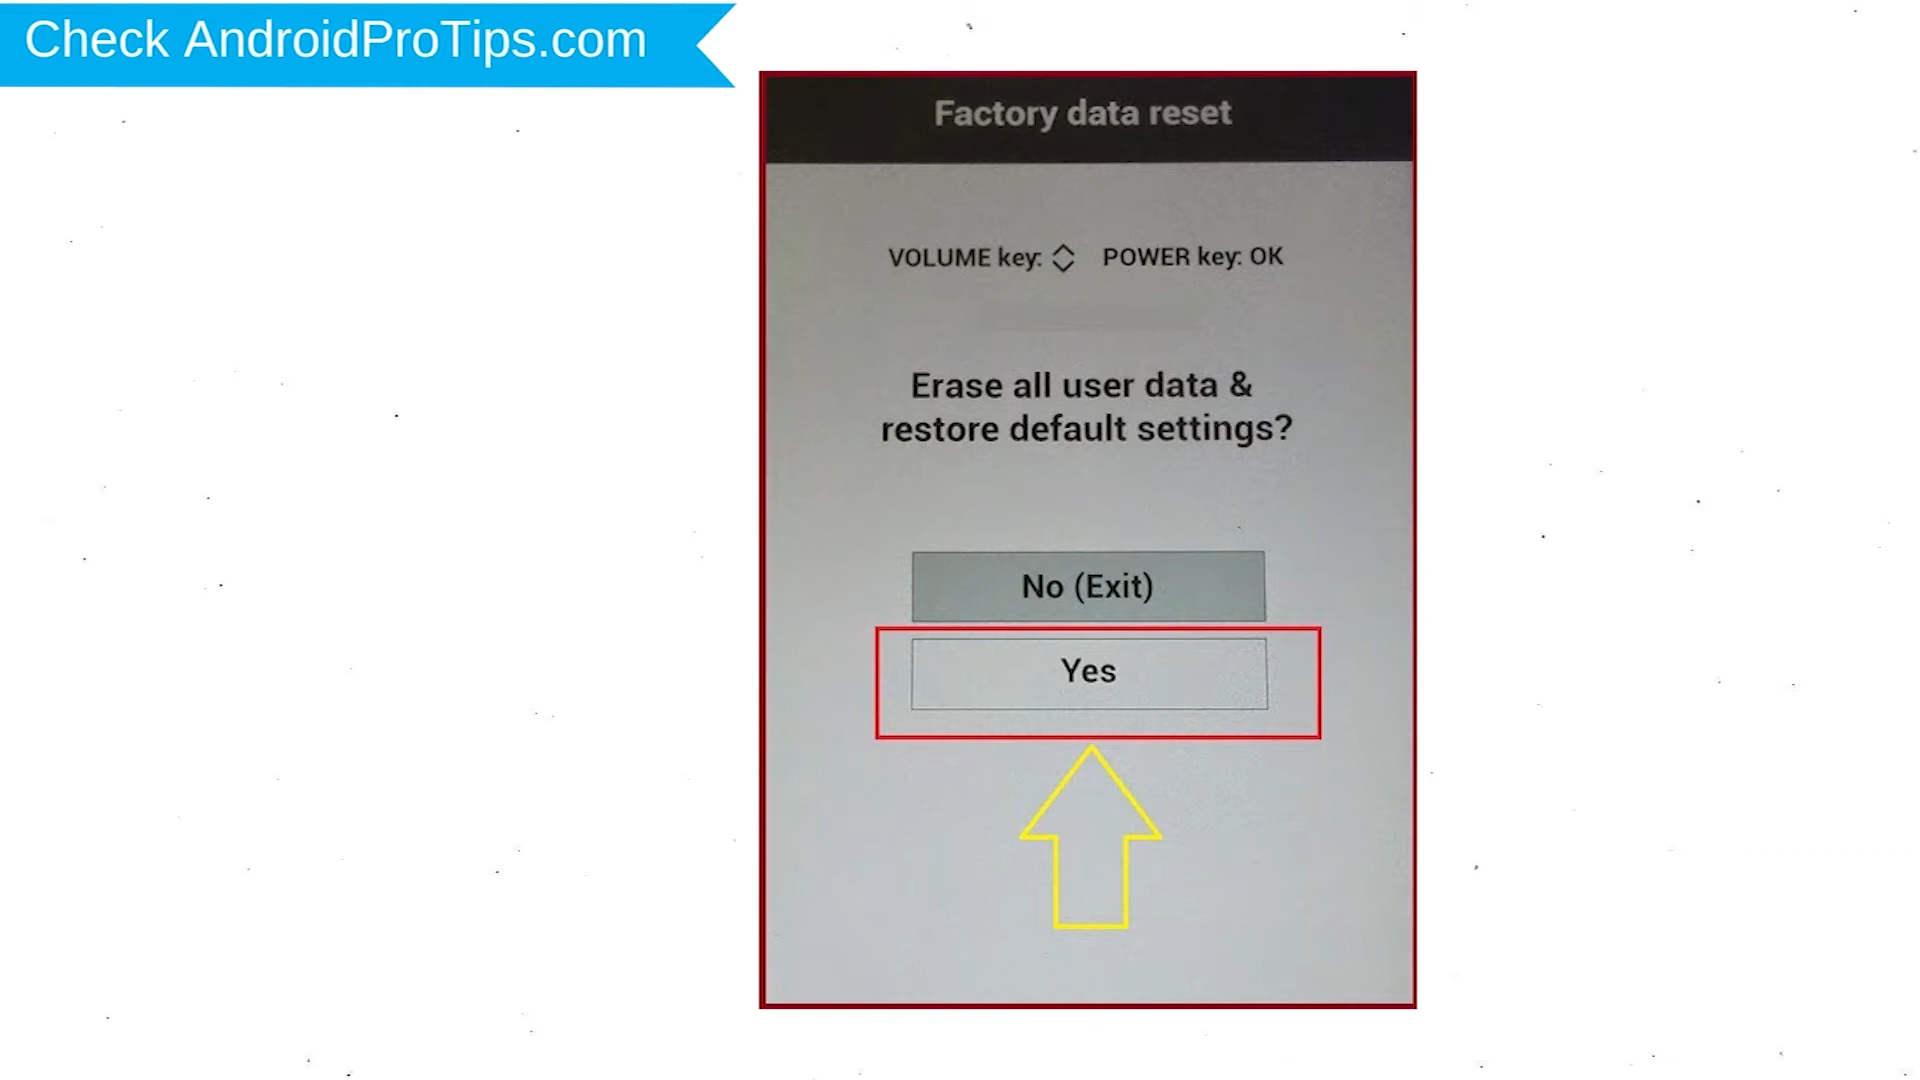 Check AndroidProTips.com
Factory data reset
VOLUME key: POWER key: OK
Erase all user data &
restore default settings?
No (Exit)
Yes